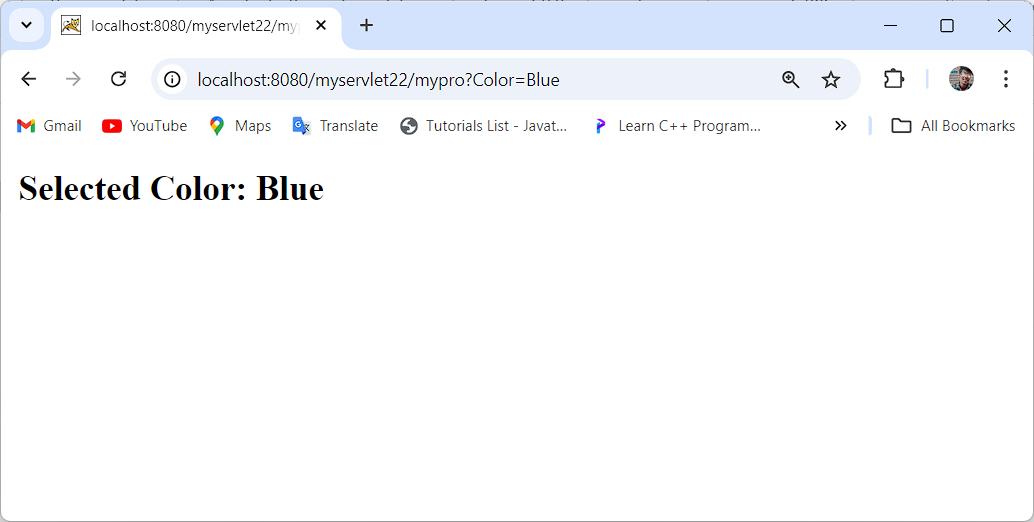 localhost:8080/myservlet22/my
localhost:8080/myservlet22/mypro?Color=Blue
Gmail YouTube Maps Translate Tutorials List - Javat... Learn C++ Program... All Bookmarks
Selected Color: Blue